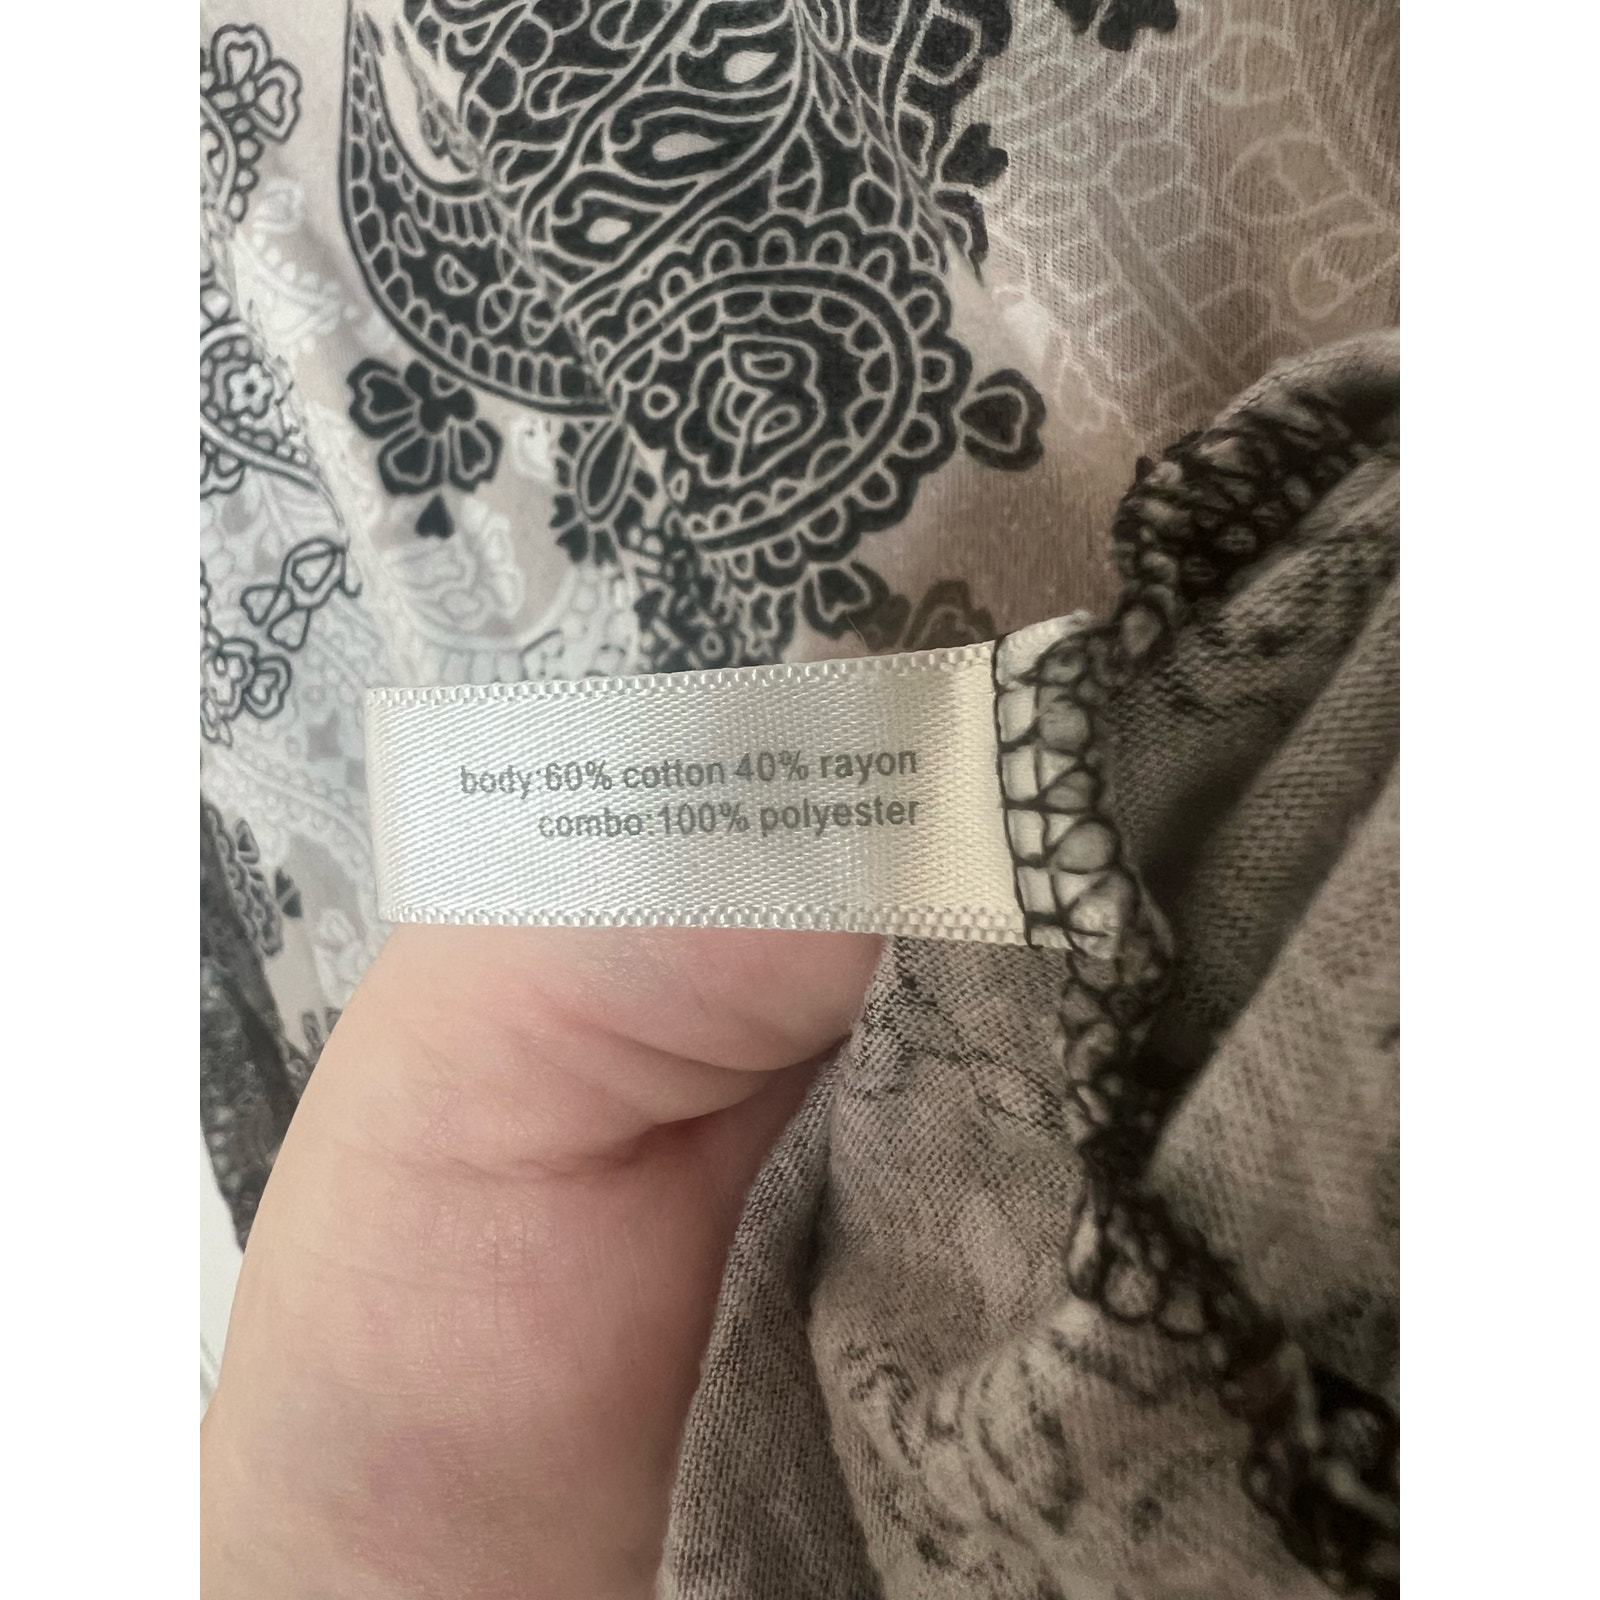 body:60% cotton 40% rayon
combo:100% polyester